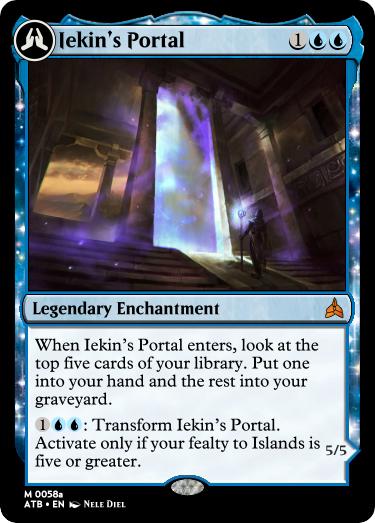 Iekin's Portal 1
Legendary Enchantment
When Iekin's Portal enters, look at the
top five cards of your library. Put one
into your hand and the rest into your
graveyard.
1: Transform Iekin's Portal.
Activate only if your fealty to Islands is
five or greater.
5/5
M 0058a
ATB • EN Nele Diel